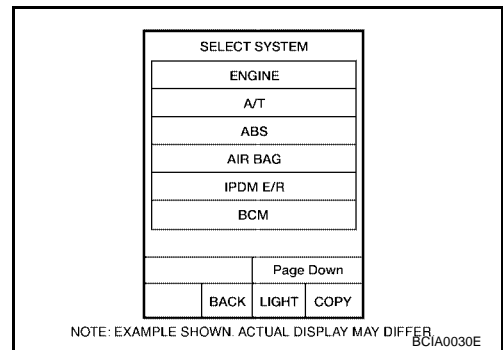 SELECT SYSTEM
ENGINE
A/T
ABS
AIR BAG
IPDM E/R
BCM
Page Down
BACK LIGHT COPY
NOTE: EXAMPLE SHOWN. ACTUAL DISPLAY MAY DIFFER.
BCIA0030E